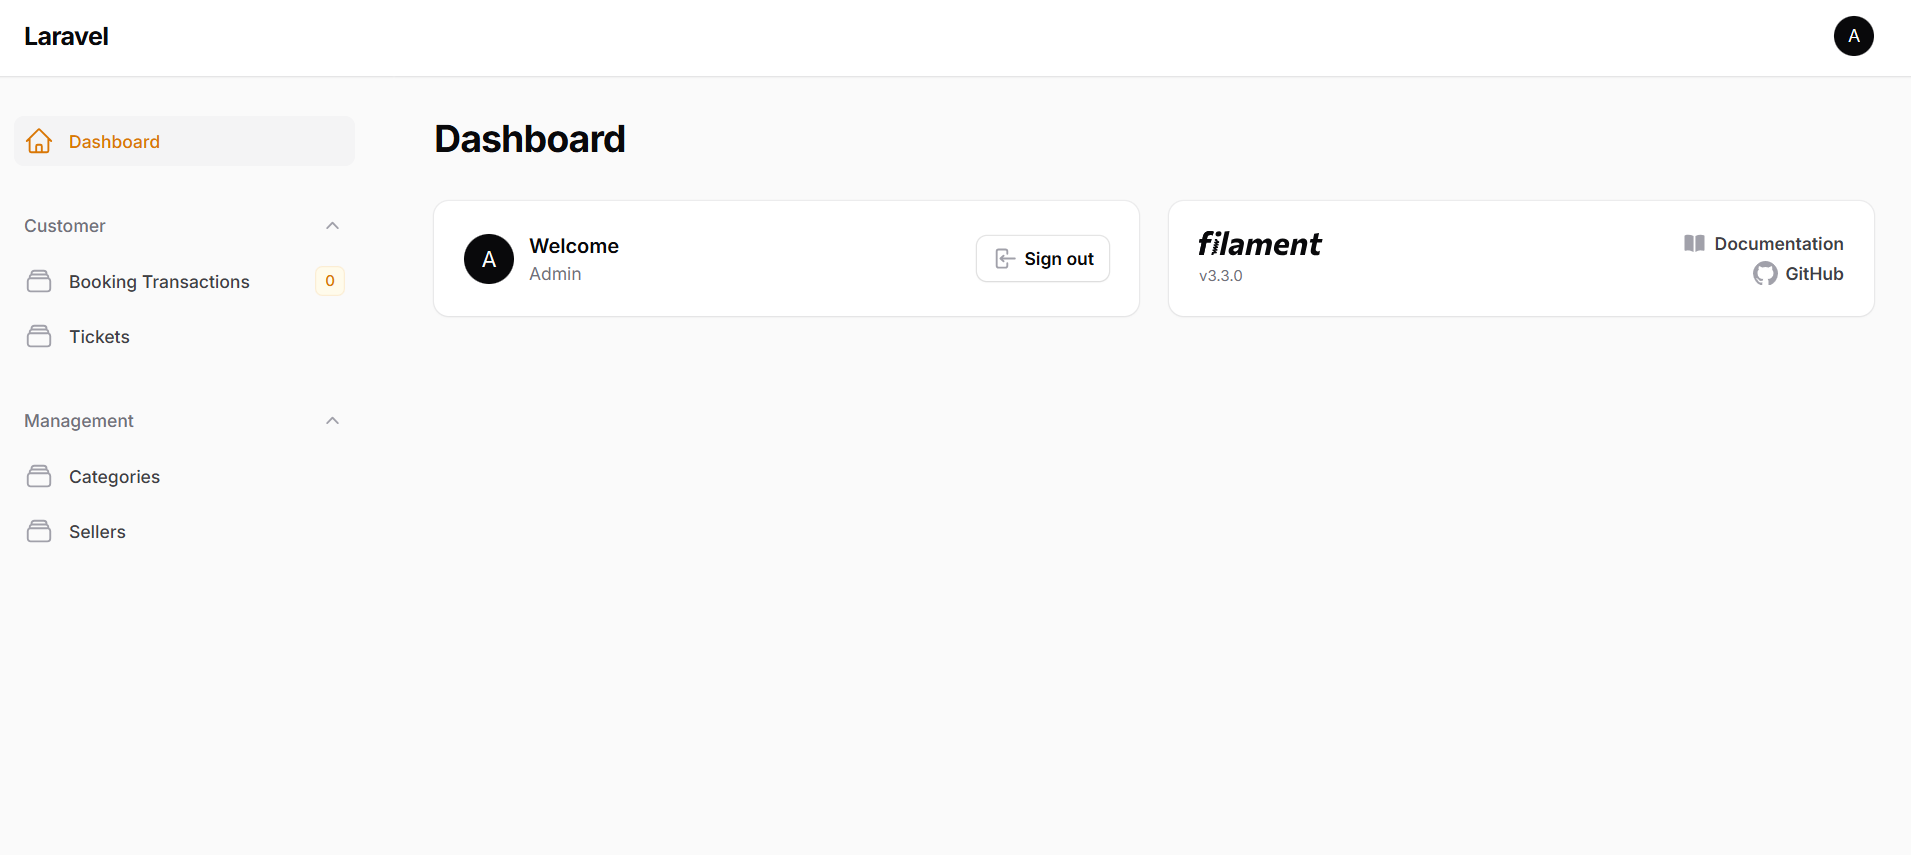 Laravel
A
Dashboard
Customer
Booking Transactions 0
Tickets
Management
Categories
Sellers
Dashboard
A
Welcome
Admin
Sign out
filament
v3.3.0
Documentation
GitHub